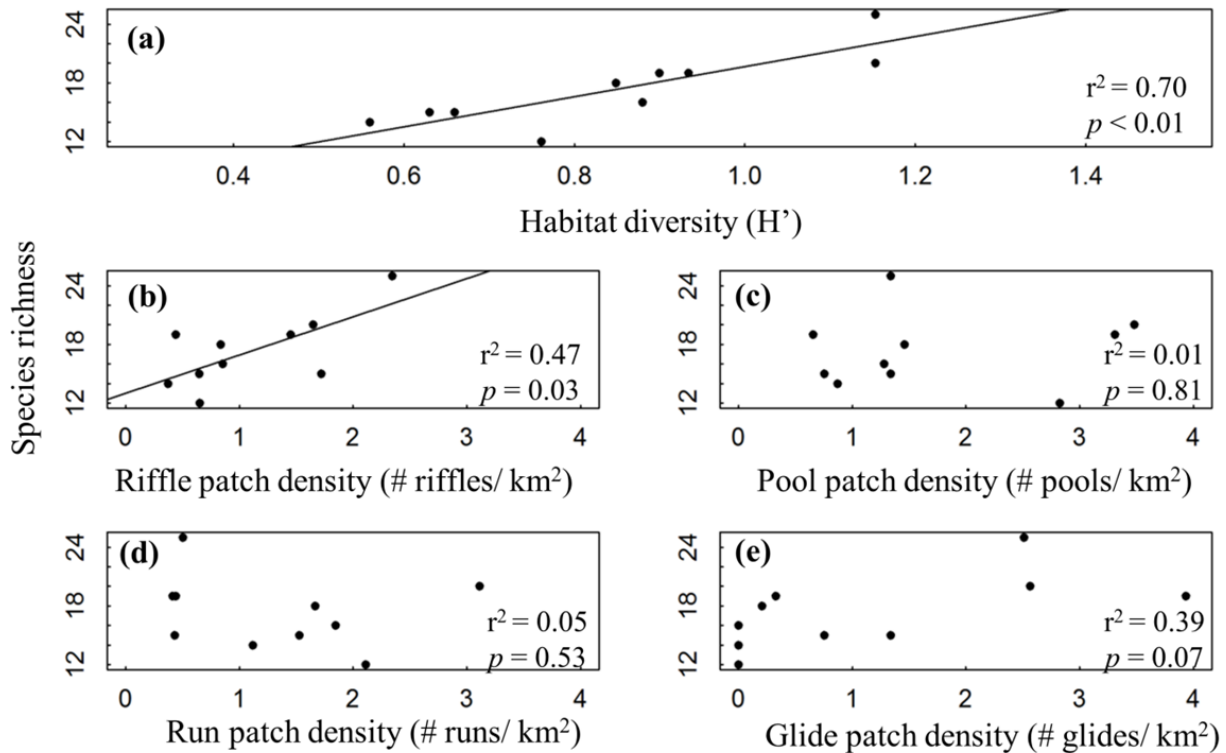 (a)
24
18
12
r² = 0.70
p < 0.01
0.4 0.6 0.8 1.0 1.2 1.4
Habitat diversity (H’)
Species richness
(b)
24
18
12
r² = 0.47
p = 0.03
0 1 2 3 4
Riffle patch density (# riffles/ km²)
(c)
24
18
12
r² = 0.01
p = 0.81
0 1 2 3 4
Pool patch density (# pools/ km²)
(d)
24
18
12
r² = 0.05
p = 0.53
0 1 2 3 4
Run patch density (# runs/ km²)
(e)
24
18
12
r² = 0.39
p = 0.07
0 1 2 3 4
Glide patch density (# glides/ km²)